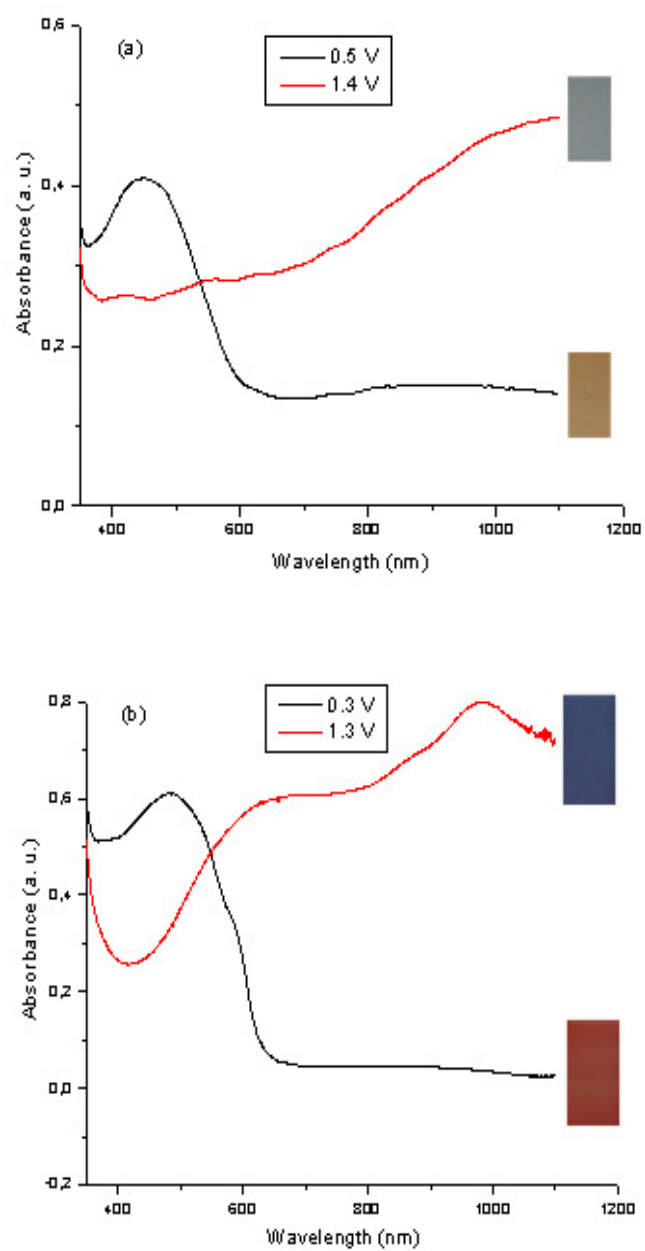 0,6
(a)
0.5 V
1.4 V
0,4
Absorbance (a. u.)
0,2
0,0
400
600
800
1000
1200
Wavelength (nm)
0,8
(b)
0.3 V
1.3 V
0,6
0,4
Absorbance (a. u.)
0,2
0,0
-0,2
400
600
800
1000
1200
Wavelength (nm)